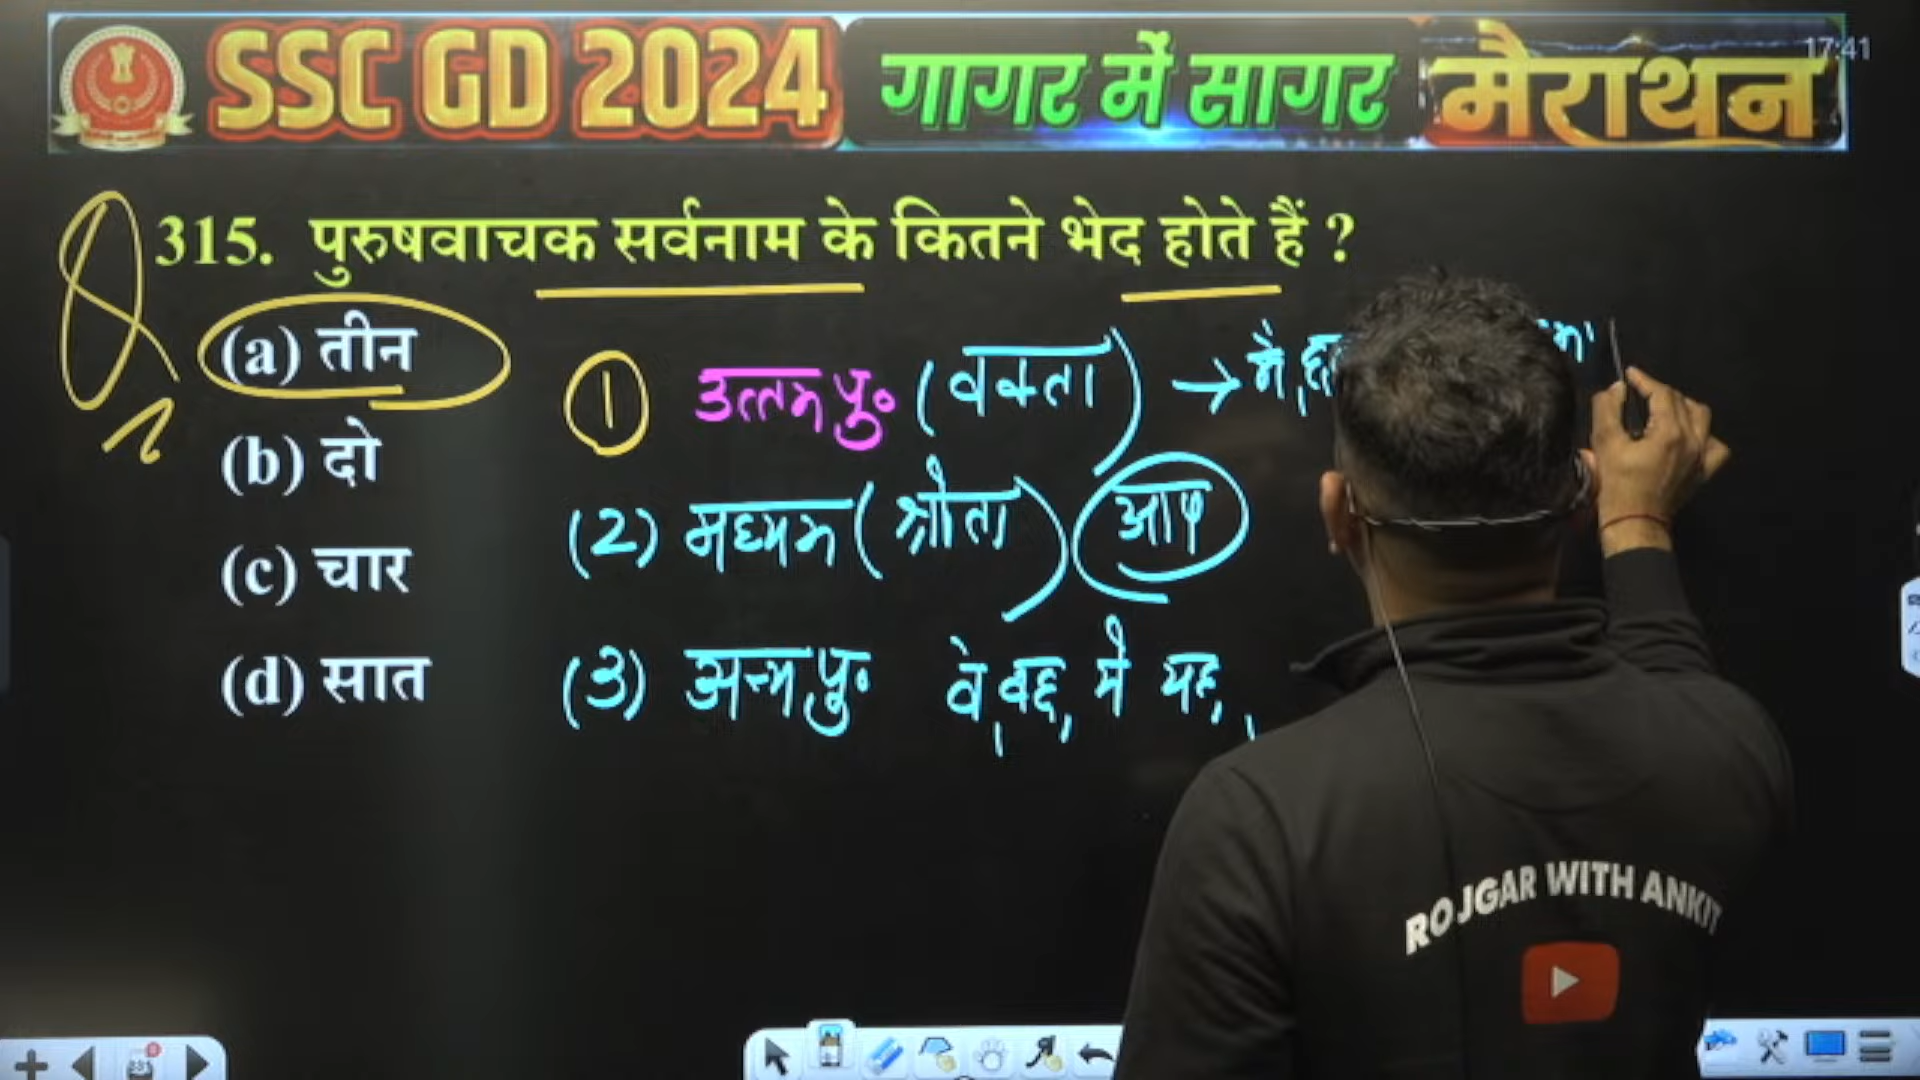 SSC GD 2024 गागर में सागर मैराथन
17:41
315. पुरुषवाचक सर्वनाम के कितने भेद होते हैं ?
(a) तीन
(b) दो
(c) चार
(d) सात
1 उत्तम पु० (वक्ता) → मैं,
(2) मध्यम (श्रोता) आप
(3) अन्य पु० वे, वह, ये यह,
ROJGAR WITH ANKIT